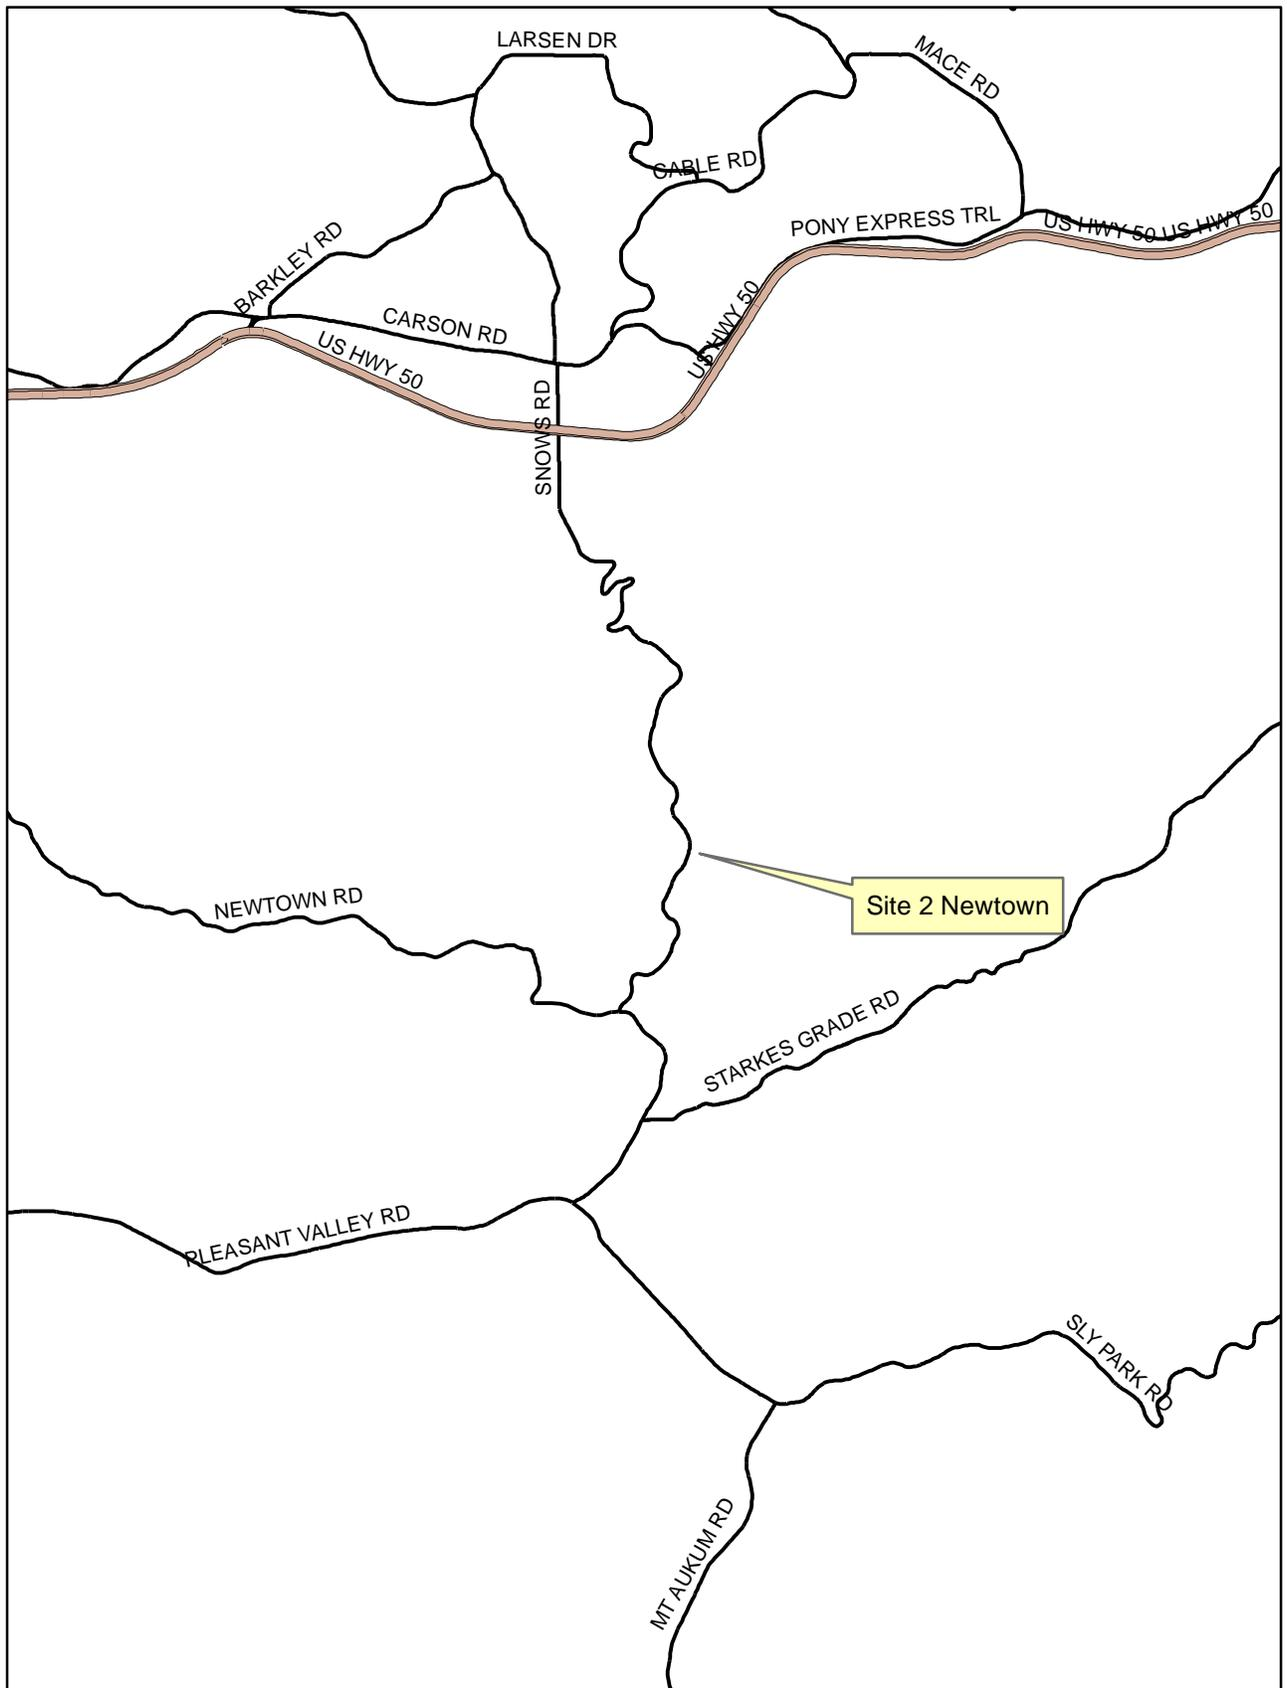 LARSEN DR
MACE RD
CABLE RD
PONY EXPRESS TRL
US HWY 50
US HWY 50
BARKLEY RD
CARSON RD
US HWY 50
US HWY 50
SNOWS RD
NEWTOWN RD
Site 2 Newtown
STARKES GRADE RD
PLEASANT VALLEY RD
SLY PARK RD
MT AUKUM RD